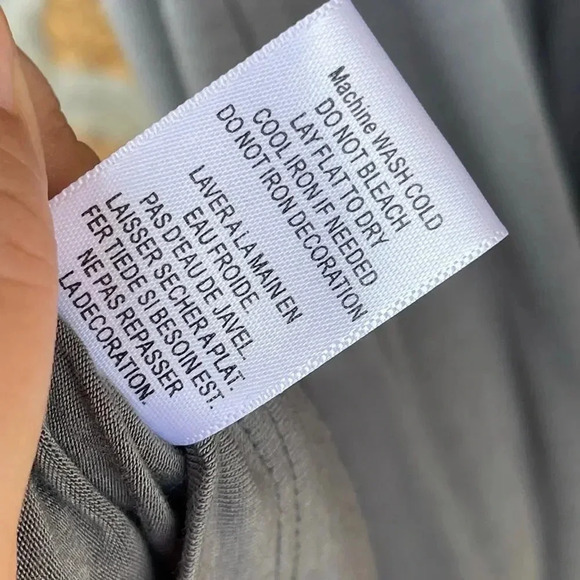 Machine WASH COLD
DO NOT BLEACH
LAY FLAT TO DRY
COOL IRON IF NEEDED
DO NOT IRON DECORATION
LAVER A LA MAIN EN
EAU FROIDE.
PAS D'EAU DE JAVEL.
LAISSER SECHER A PLAT
FER TIEDE SI BESOIN EST.
NE PAS REPASSER
LA DECORATION.